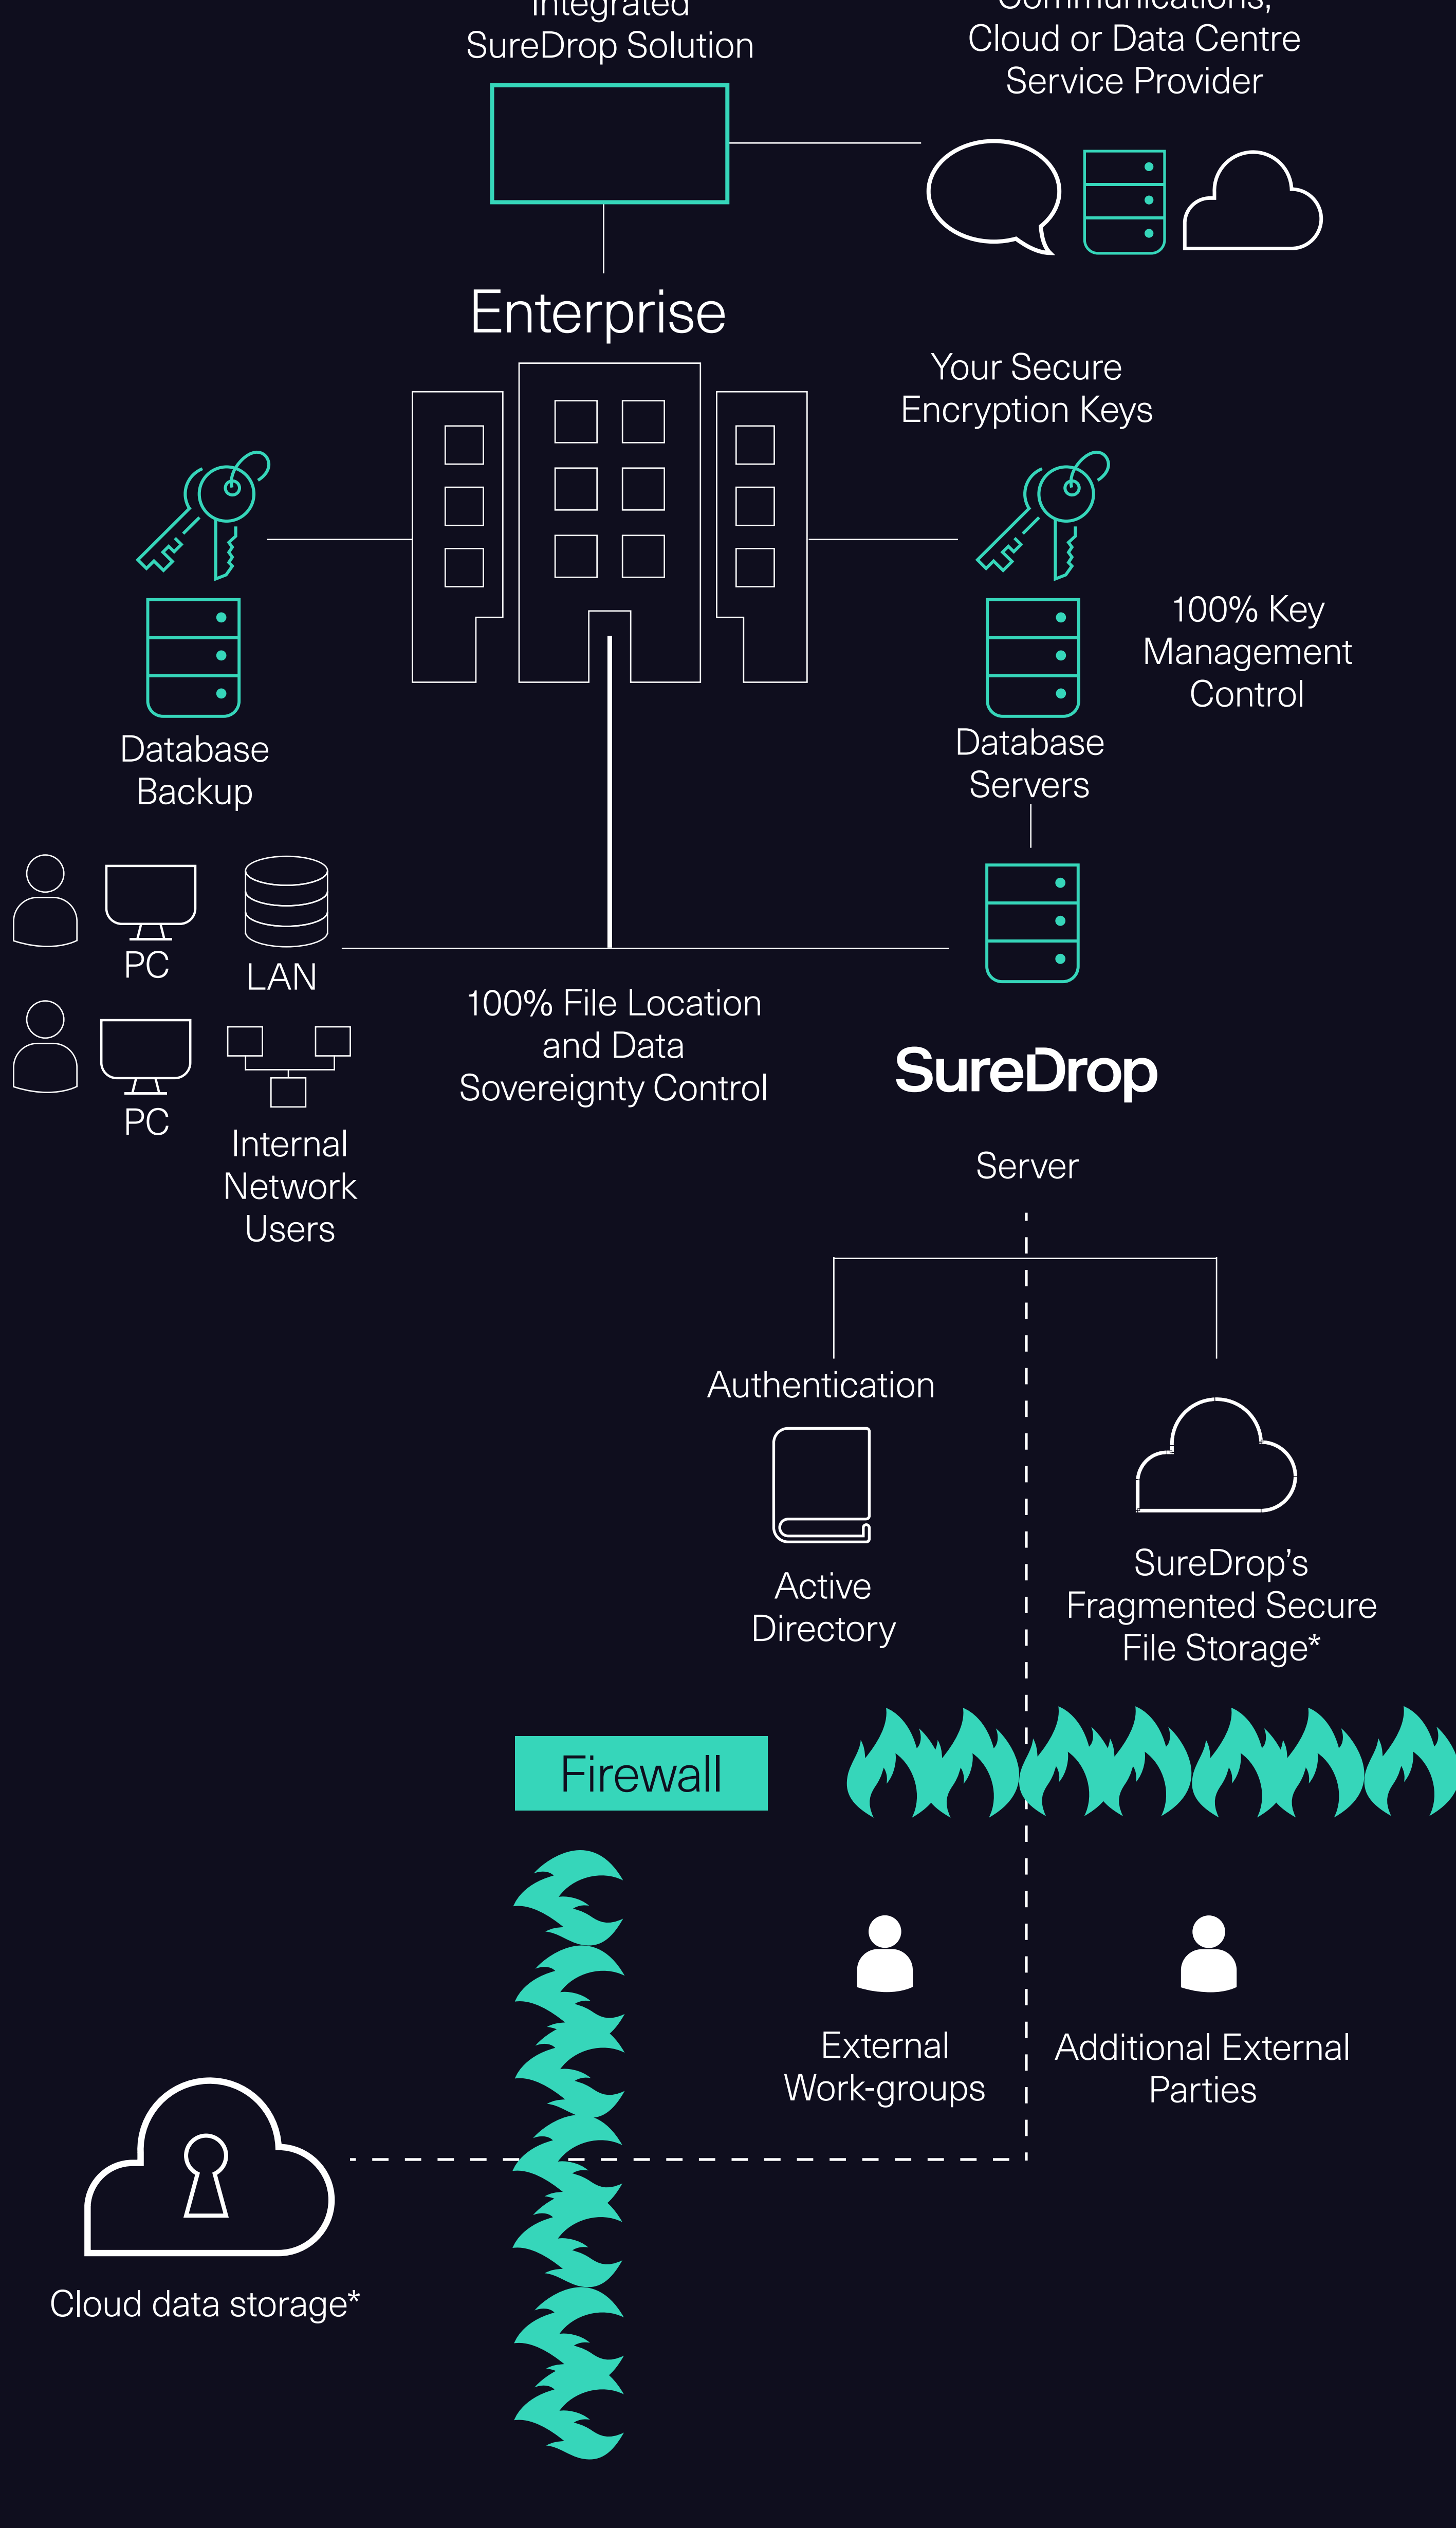 Integrated
SureDrop Solution
Communications,
Cloud or Data Centre
Service Provider
Enterprise
Your Secure
Encryption Keys
100% Key
Management
Control
Database
Backup
Database
Servers
PC
LAN
PC
Internal
Network
Users
100% File Location
and Data
Sovereignty Control
SureDrop
Server
Authentication
Active
Directory
SureDrop’s
Fragmented Secure
File Storage*
Firewall
External
Work-groups
Additional External
Parties
Cloud data storage*